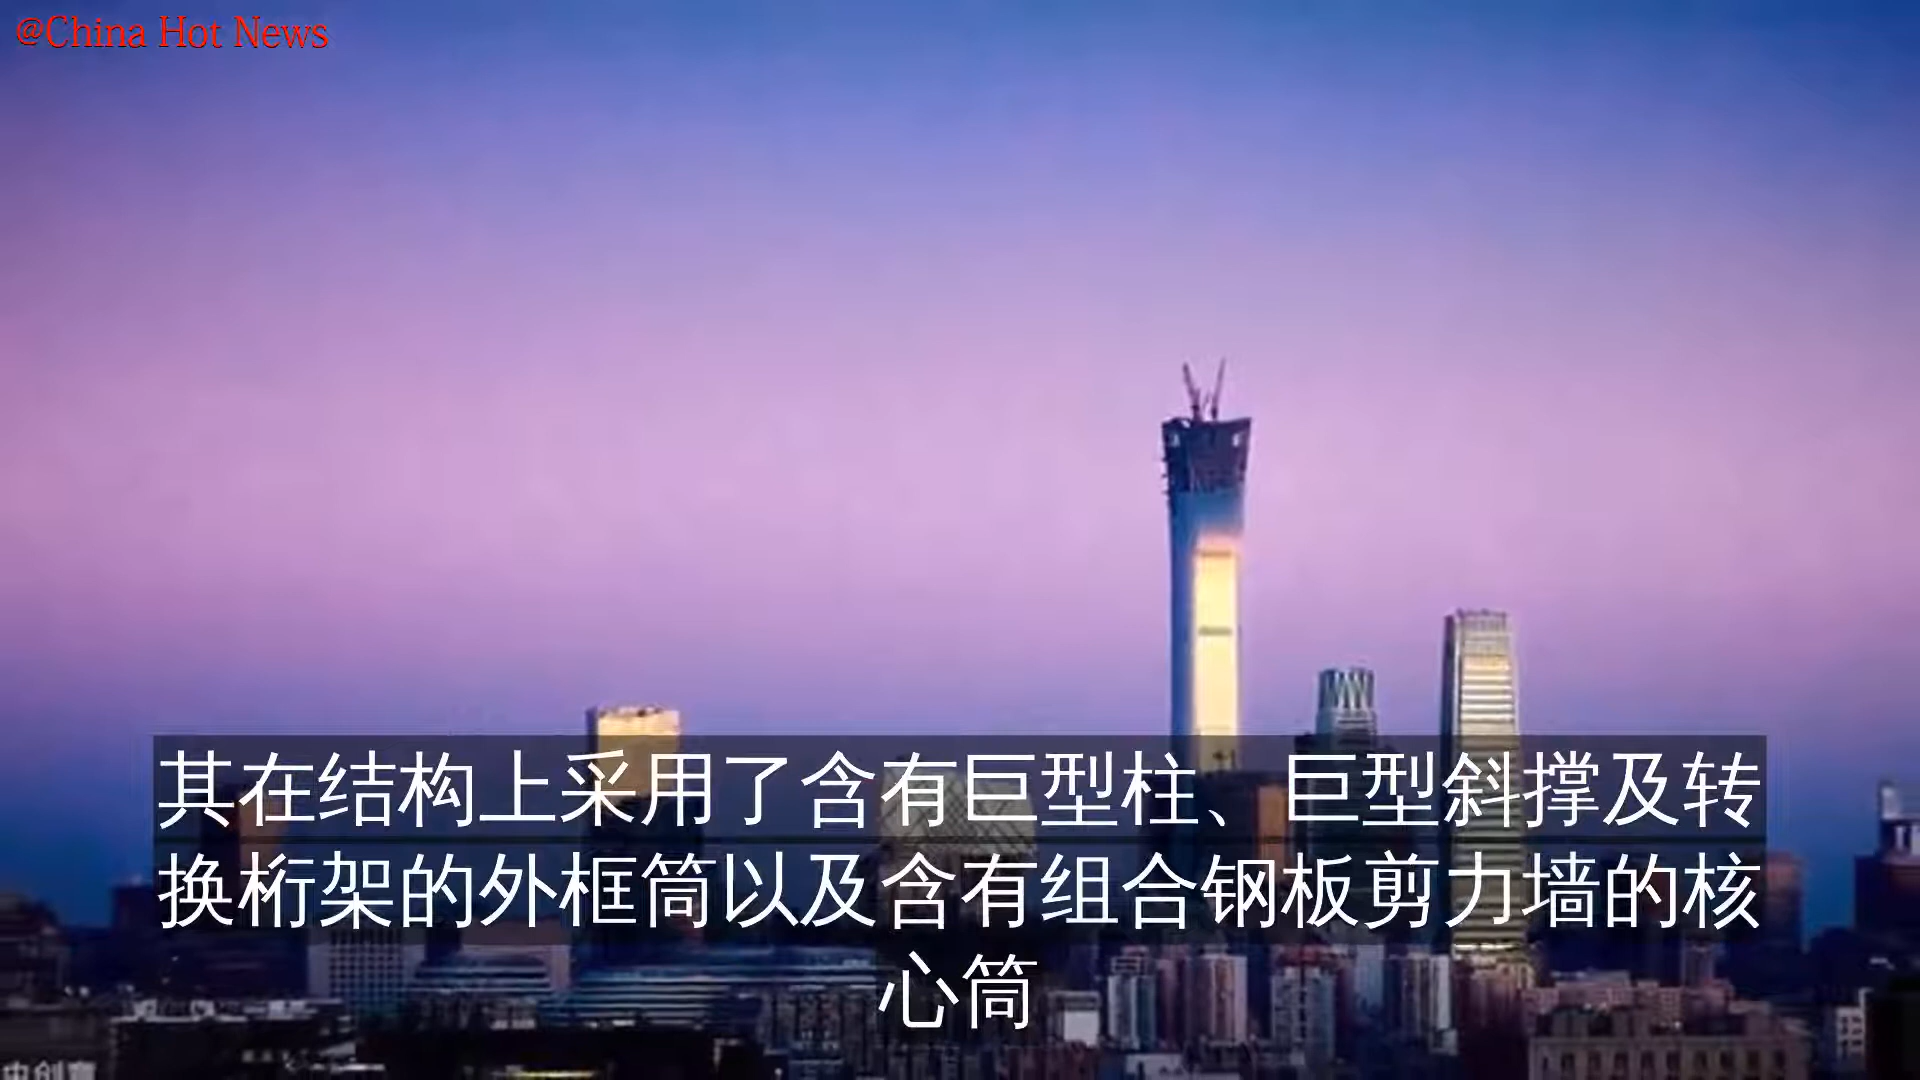 @China Hot News
其在结构上采用了含有巨型柱、巨型斜撑及转
换桁架的外框筒以及含有组合钢板剪力墙的核
心筒